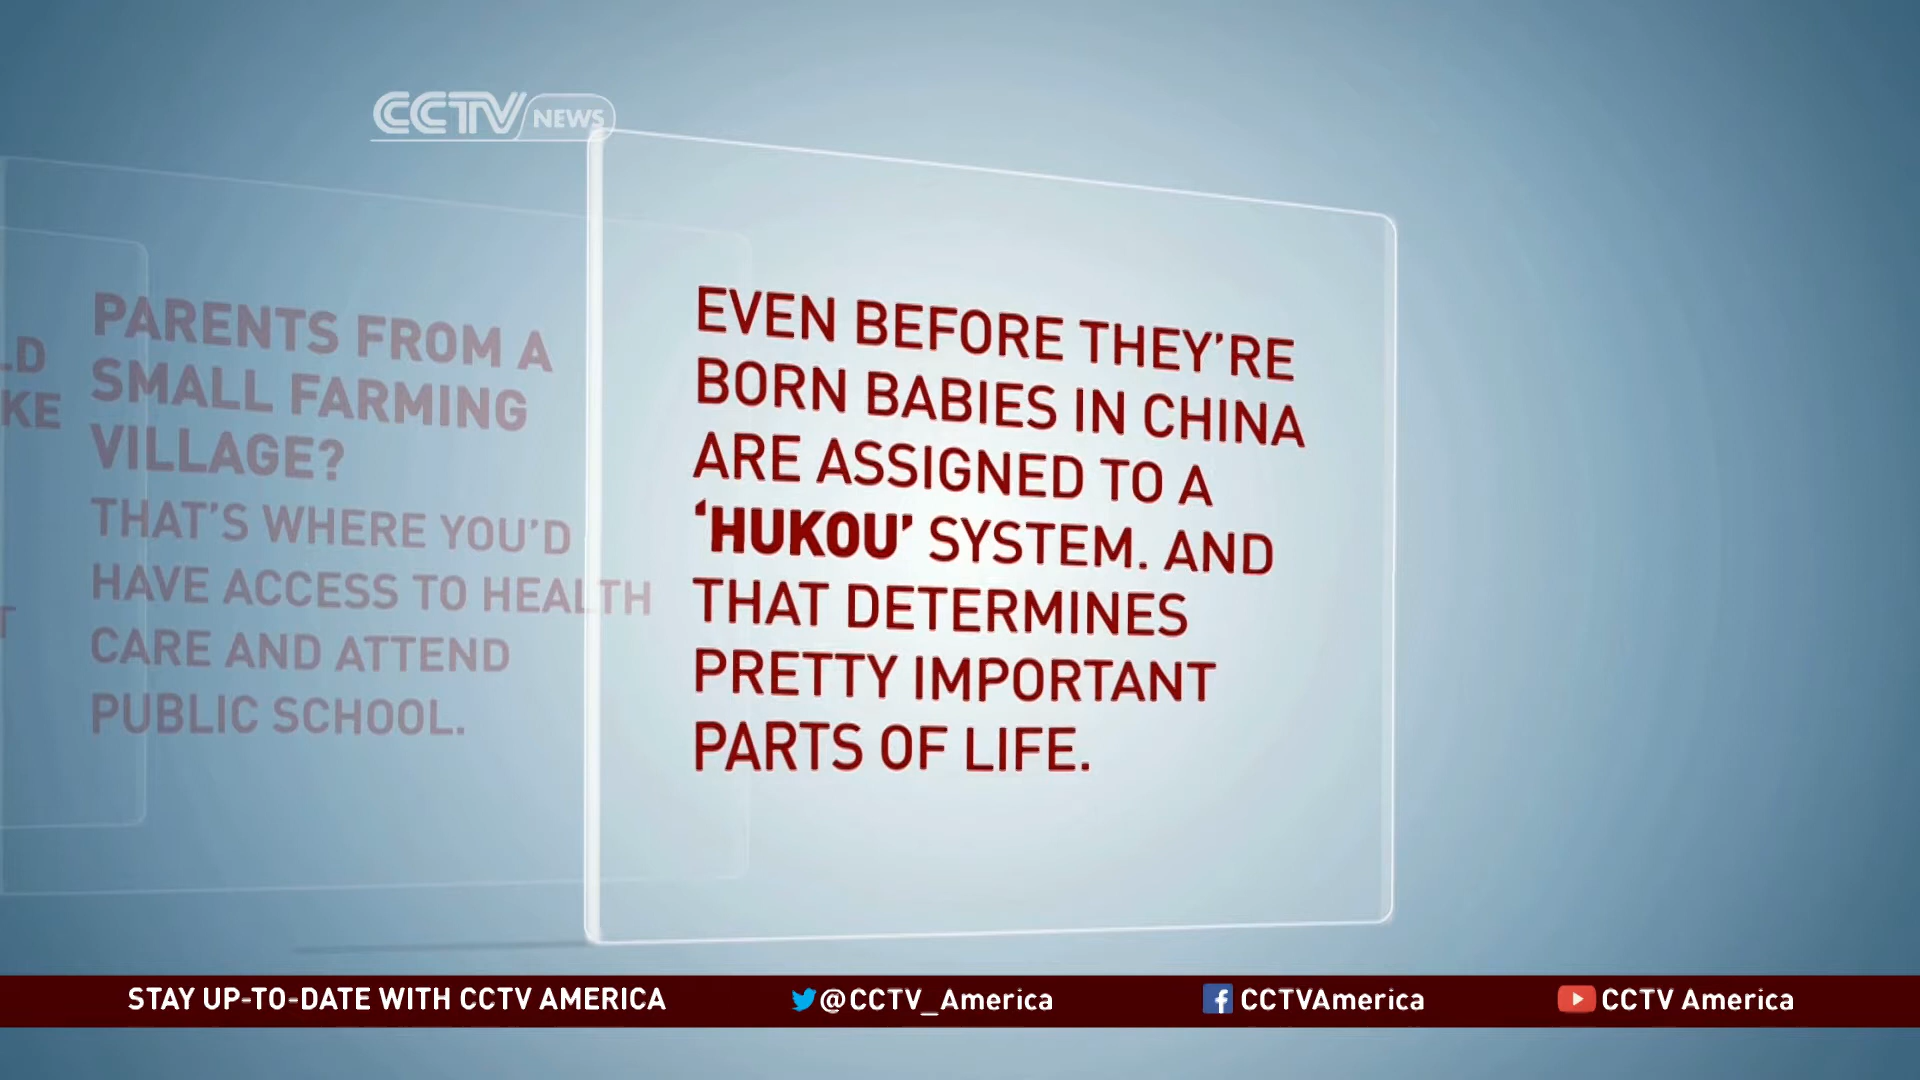 CCTV NEWS
LD
KE
T
PARENTS FROM A
SMALL FARMING
VILLAGE?
THAT'S WHERE YOU'D
HAVE ACCESS TO HEALTH
CARE AND ATTEND
PUBLIC SCHOOL.
EVEN BEFORE THEY'RE
BORN BABIES IN CHINA
ARE ASSIGNED TO A
‘HUKOU’ SYSTEM. AND
THAT DETERMINES
PRETTY IMPORTANT
PARTS OF LIFE.
STAY UP-TO-DATE WITH CCTV AMERICA @CCTV_America CCTVAmerica CCTV America